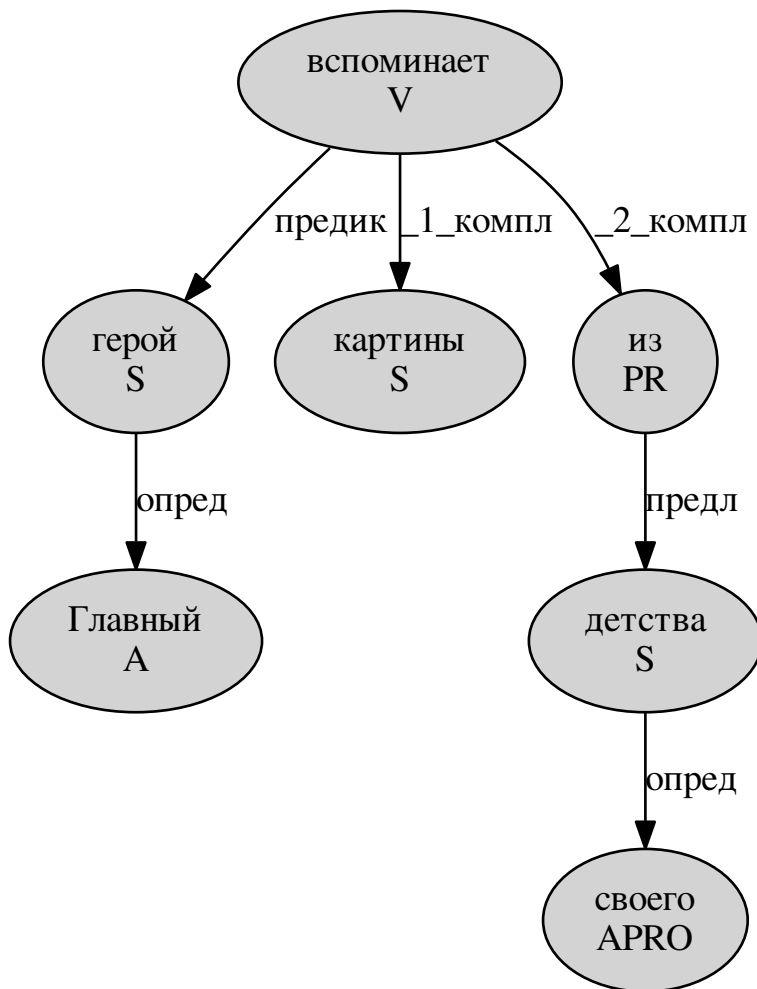 вспоминает
V
предик
_1_компл
_2_компл
герой
S
картины
S
из
PR
опред
предл
Главный
A
детства
S
опред
своего
APRO